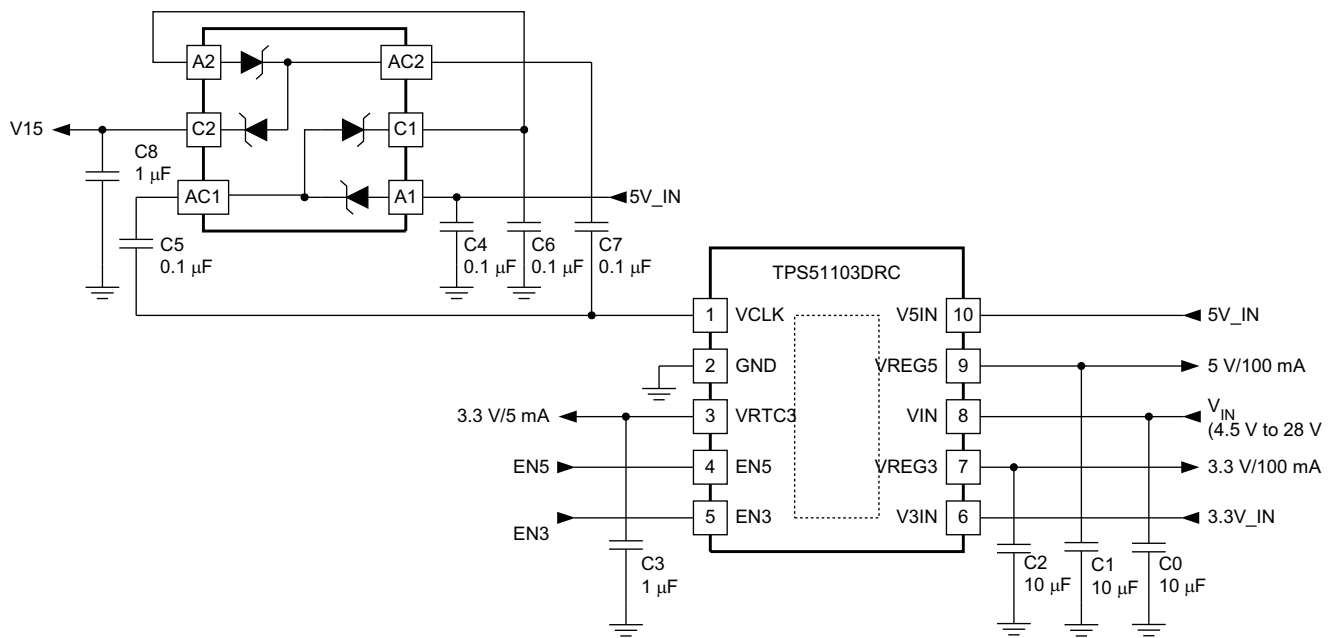 A2
AC2
V15
C2
C1
C8
1 μF
AC1
A1
5V_IN
C5
0.1 μF
C4
0.1 μF
C6
0.1 μF
C7
0.1 μF
TPS51103DRC
1
VCLK
V5IN
10
5V_IN
2
GND
VREG5
9
5 V/100 mA
3.3 V/5 mA
3
VRTC3
VIN
8
VIN
(4.5 V to 28 V
EN5
4
EN5
VREG3
7
3.3 V/100 mA
EN3
5
EN3
V3IN
6
3.3V_IN
C3
1 μF
C2
10 μF
C1
10 μF
C0
10 μF